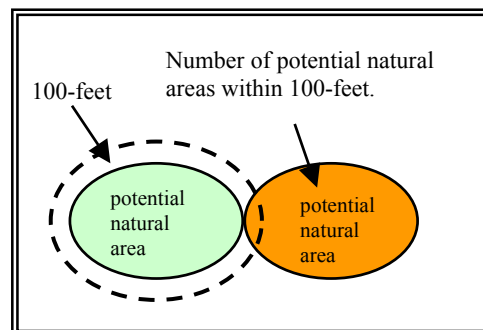 Number of potential natural
areas within 100-feet.
100-feet
potential
natural
area
potential
natural
area